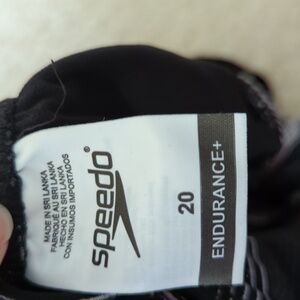 MADE IN SRI LANKA
FABRIQUÉ AU SRI LANKA
HECHO EN SRI LANKA
CON INSUMOS IMPORTADOS
speedo®
20
ENDURANCE+